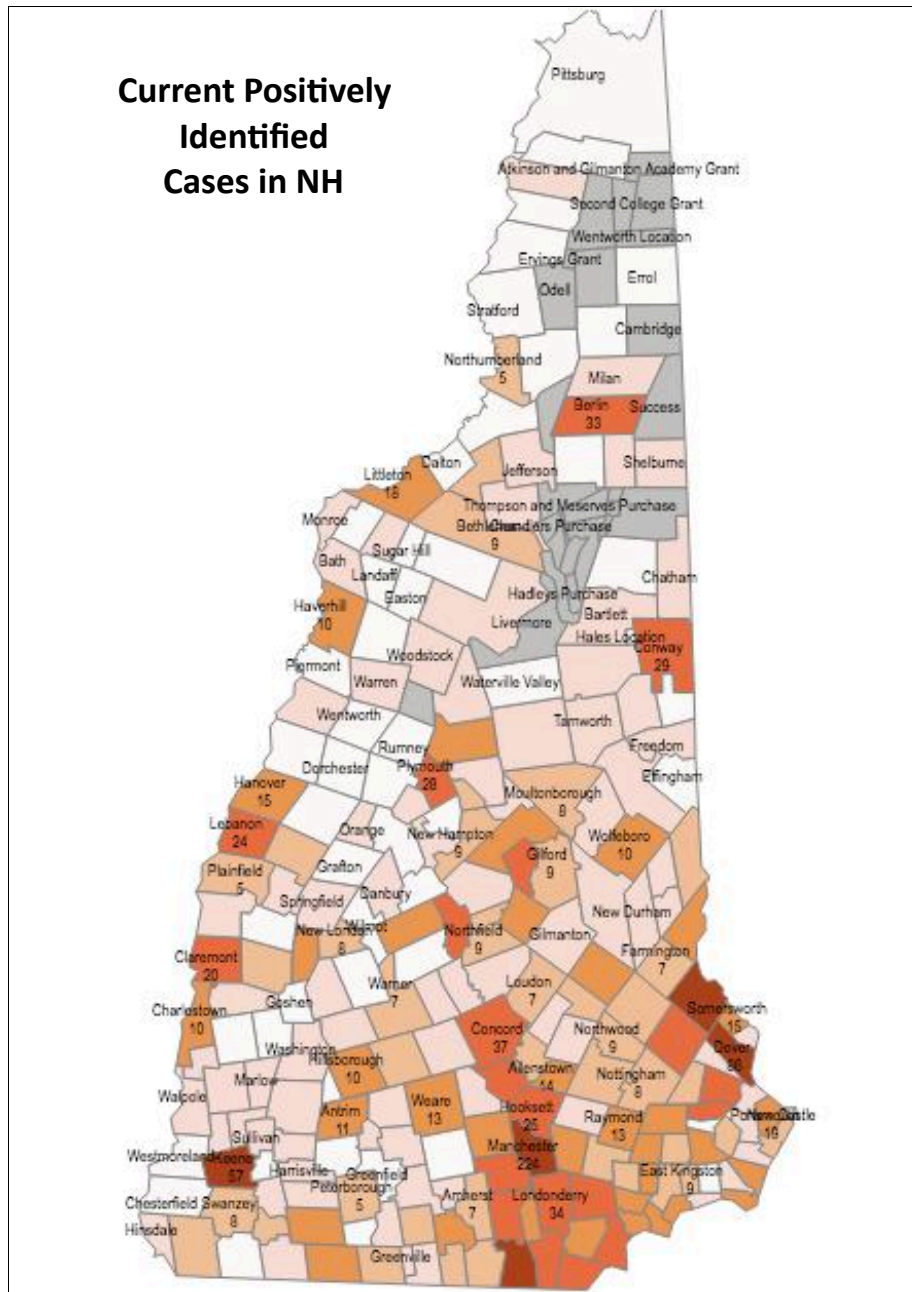 Current Positively
Identified
Cases in NH
Pittsburg
Atkinson and Gilmanton Academy Grant
Second College Grant
Wentworth Location
Ervings Grant
Errol
Odell
Stratford
Cambridge
Northumberland
5
Milan
Berlin
33
Success
Dalton
Littleton
18
Jefferson
Shelburne
Thompson and Meserves Purchase
Monroe
9
Sugar Hill
Bath
Landaff
Chatham
Easton
Hadleys Purchase
Haverhill
10
Livermore
Bartlett
Hales Location
Conway
29
Woodstock
Piermont
Waterville Valley
Warren
Wentworth
Tamworth
Rumney
Freedom
Dorchester
Plymouth
28
Effingham
Hanover
15
Moultonborough
8
Lebanon
24
Orange
New Hampton
9
Wolfeboro
10
Gilford
9
Grafton
Plainfield
5
Danbury
Springfield
New Durham
New London
8
Wilmot
Northfield
9
Gilmanton
Farmington
7
Claremont
20
Warner
7
Loudon
7
Goshen
Charlestown
10
Somersworth
15
Concord
37
Northwood
9
Washington
Hillsborough
10
Dover
Allenstown
14
Nottingham
8
Marlow
Walpole
Antrim
11
Weare
13
Hooksett
25
Raymond
13
19
Sullivan
Manchester
224
Westmoreland
Keene
57
Harrisville
Greenfield
East Kingston
9
Peterborough
5
Chesterfield
Swanzey
8
Amherst
7
Londonderry
34
Hinsdale
Greenville